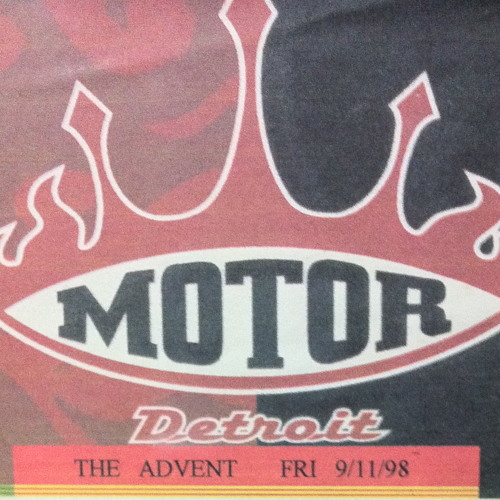 MOTOR
Detroit
THE ADVENT FRI 9/11/98